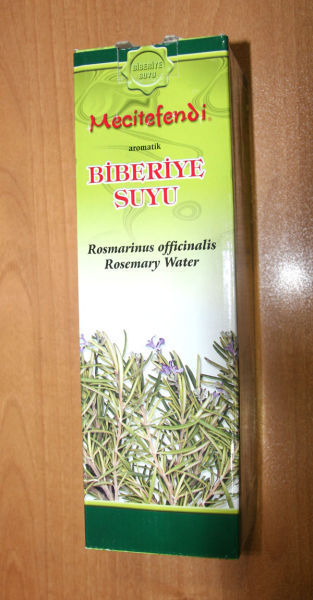 BİBERİYE
SUYU
Mecitefendi®
aromatik
BİBERİYE
SUYU
Rosmarinus officinalis
Rosemary Water